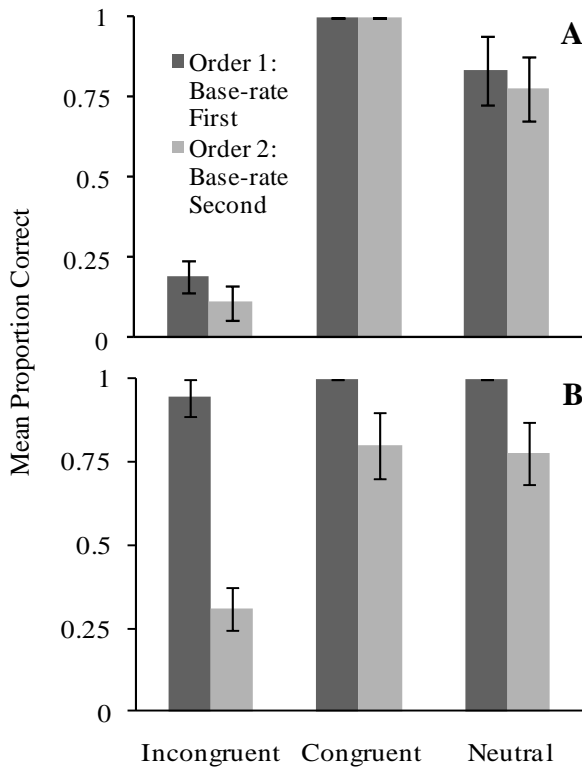 1
A
Order 1:
Base-rate
First
Order 2:
Base-rate
Second
0.75
0.5
0.25
0
Mean Proportion Correct
1
B
0.75
0.5
0.25
0
Incongruent Congruent Neutral